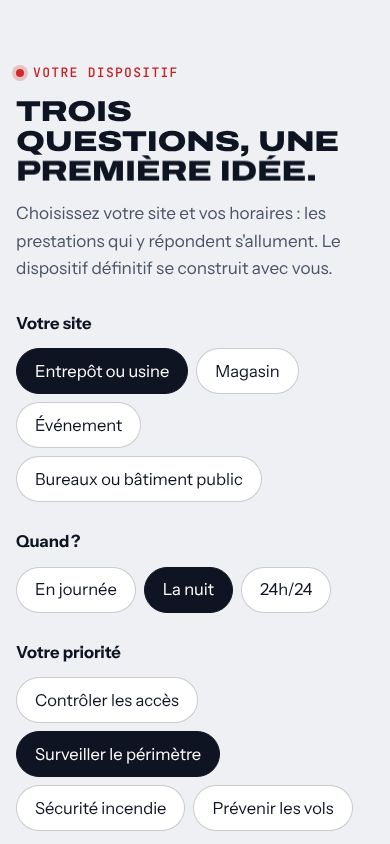 VOTRE DISPOSITIF
TROIS
QUESTIONS, UNE
PREMIÈRE IDÉE.
Choisissez votre site et vos horaires : les
prestations qui y répondent s'allument. Le
dispositif définitif se construit avec vous.
Votre site
Entrepôt ou usine
Magasin
Événement
Bureaux ou bâtiment public
Quand ?
En journée
La nuit
24h/24
Votre priorité
Contrôler les accès
Surveiller le périmètre
Sécurité incendie
Prévenir les vols